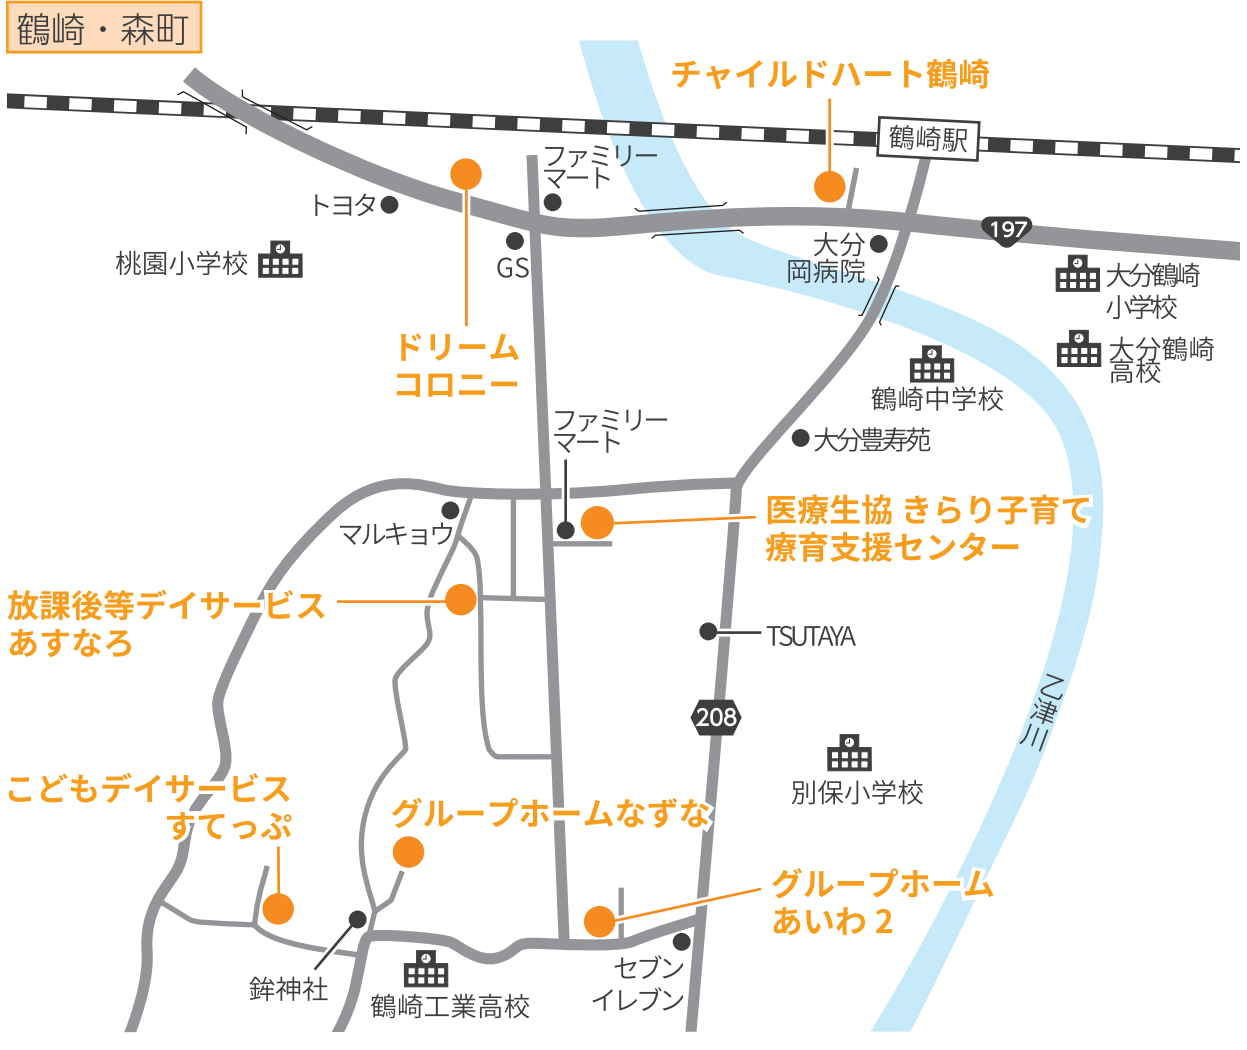 鶴崎・森町
チャイルドハート鶴崎
鶴崎駅
ファミリー
マート
トヨタ
GS
桃園小学校
大分
岡病院
197
大分鶴崎
小学校
大分鶴崎
高校
ドリーム
コロニー
鶴崎中学校
大分豊寿苑
ファミリー
マート
マルキョウ
医療生協 きらり子育て
療育支援センター
放課後等デイサービス
あすなろ
TSUTAYA
乙津川
208
別保小学校
こどもデイサービス
すてっぷ
グループホームなずな
グループホーム
あいわ 2
セブン
イレブン
鉾神社
鶴崎工業高校